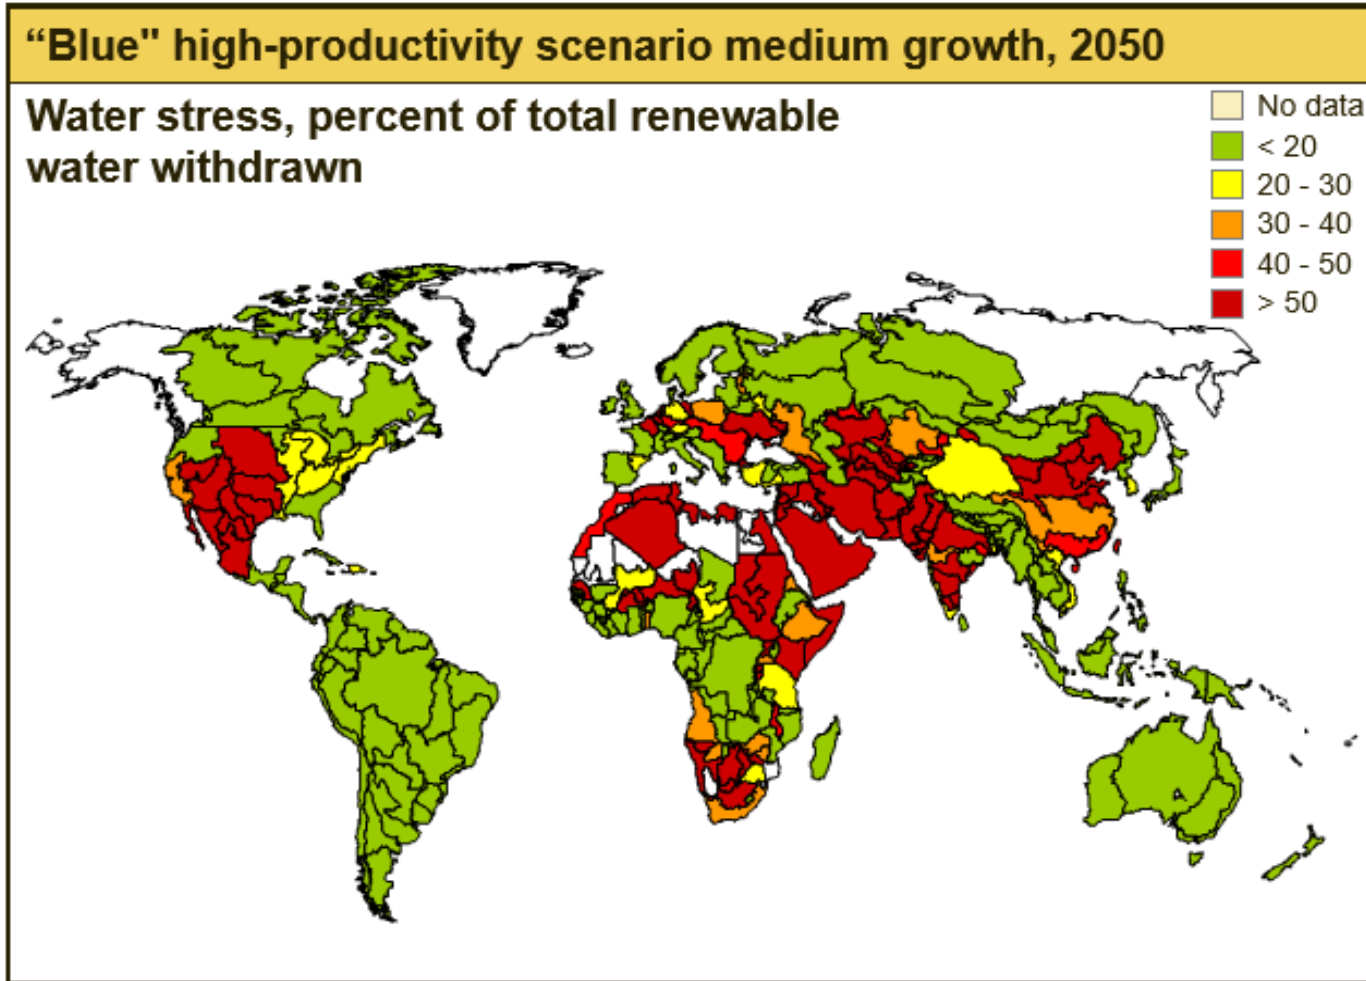 “Blue" high-productivity scenario medium growth, 2050
Water stress, percent of total renewable
water withdrawn
No data
< 20
20 - 30
30 - 40
40 - 50
> 50